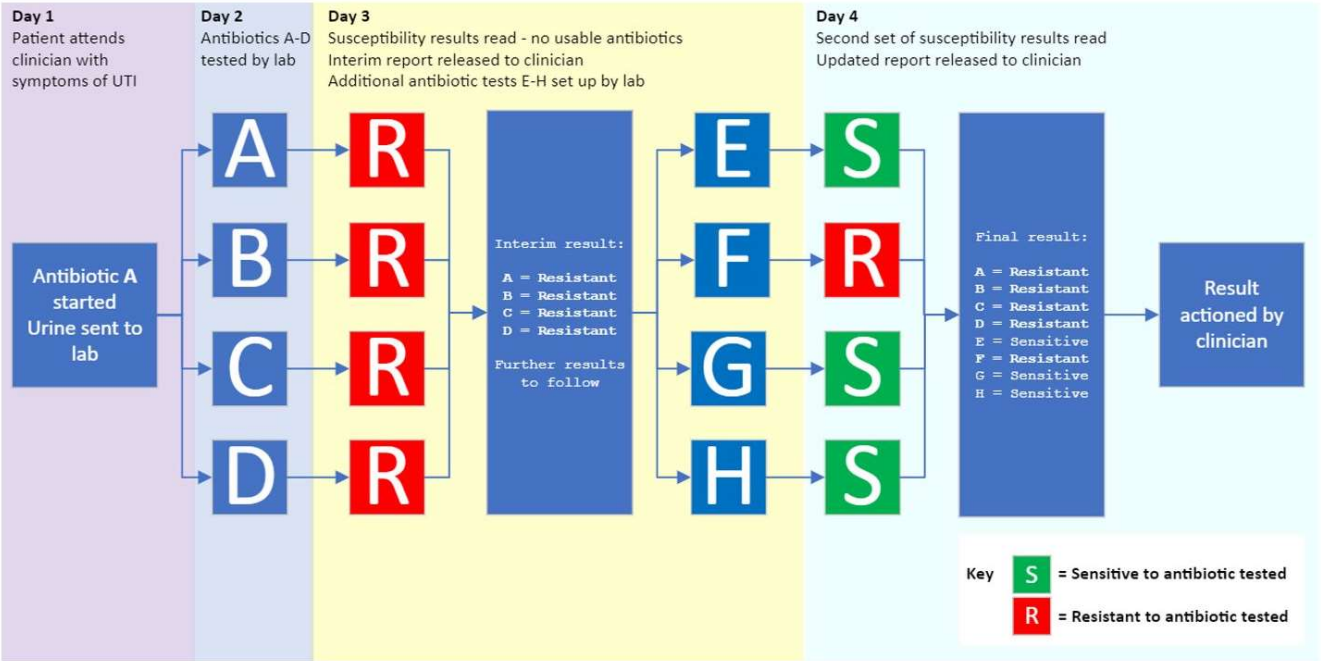 Day 1
Patient attends
clinician with
symptoms of UTI
Day 2
Antibiotics A-D
tested by lab
Day 3
Susceptibility results read - no usable antibiotics
Interim report released to clinician
Additional antibiotic tests E-H set up by lab
Day 4
Second set of susceptibility results read
Updated report released to clinician
Antibiotic A
started
Urine sent to
lab
A
B
C
D
R
R
R
R
Interim result:
A = Resistant
B = Resistant
C = Resistant
D = Resistant
Further results
to follow
E
F
G
H
S
R
S
S
Final result:
A = Resistant
B = Resistant
C = Resistant
D = Resistant
E = Sensitive
F = Resistant
G = Sensitive
H = Sensitive
Result
actioned by
clinician
Key
S = Sensitive to antibiotic tested
R = Resistant to antibiotic tested